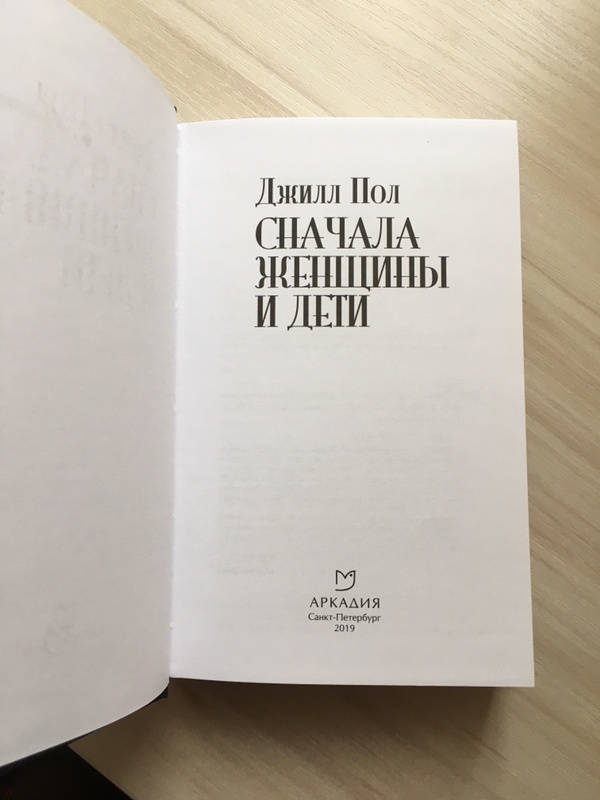 Джилл Пол
СНАЧАЛА
ЖЕНЩИНЫ
И ДЕТИ
АРКАДИЯ
Санкт-Петербург
2019